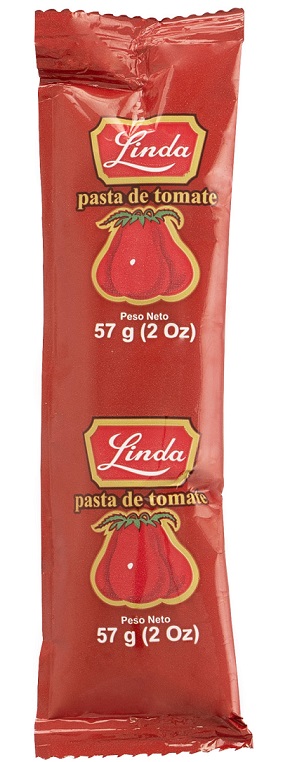 Linda
pasta de tomate
Peso Neto
57 g (2 Oz)
Linda
pasta de tomate
Peso Neto
57 g (2 Oz)